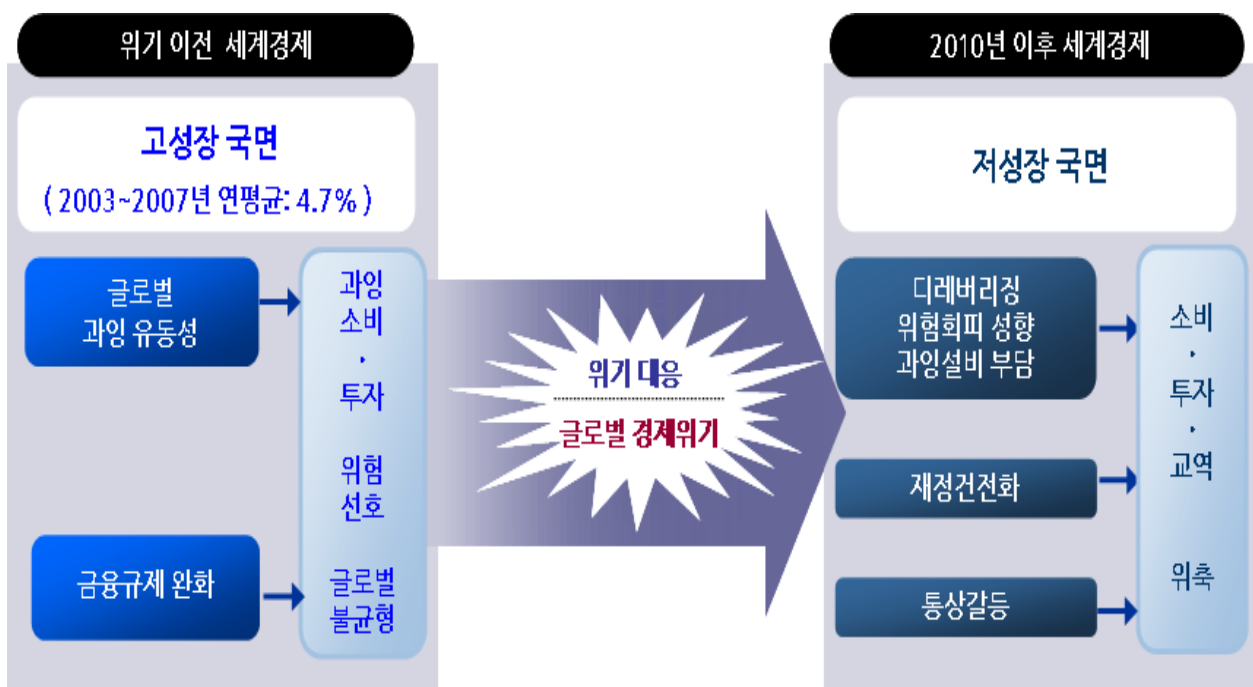 위기 이전 세계경제
고성장 국면
( 2003~2007년 연평균: 4.7% )
글로벌
과잉 유동성
금융규제 완화
과잉
소비
·
투자
위험
선호
글로벌
불균형
위기 대응
글로벌 경제위기
2010년 이후 세계경제
저성장 국면
디레버리징
위험회피 성향
과잉설비 부담
재정건전화
통상갈등
소비
·
투자
·
교역
위축